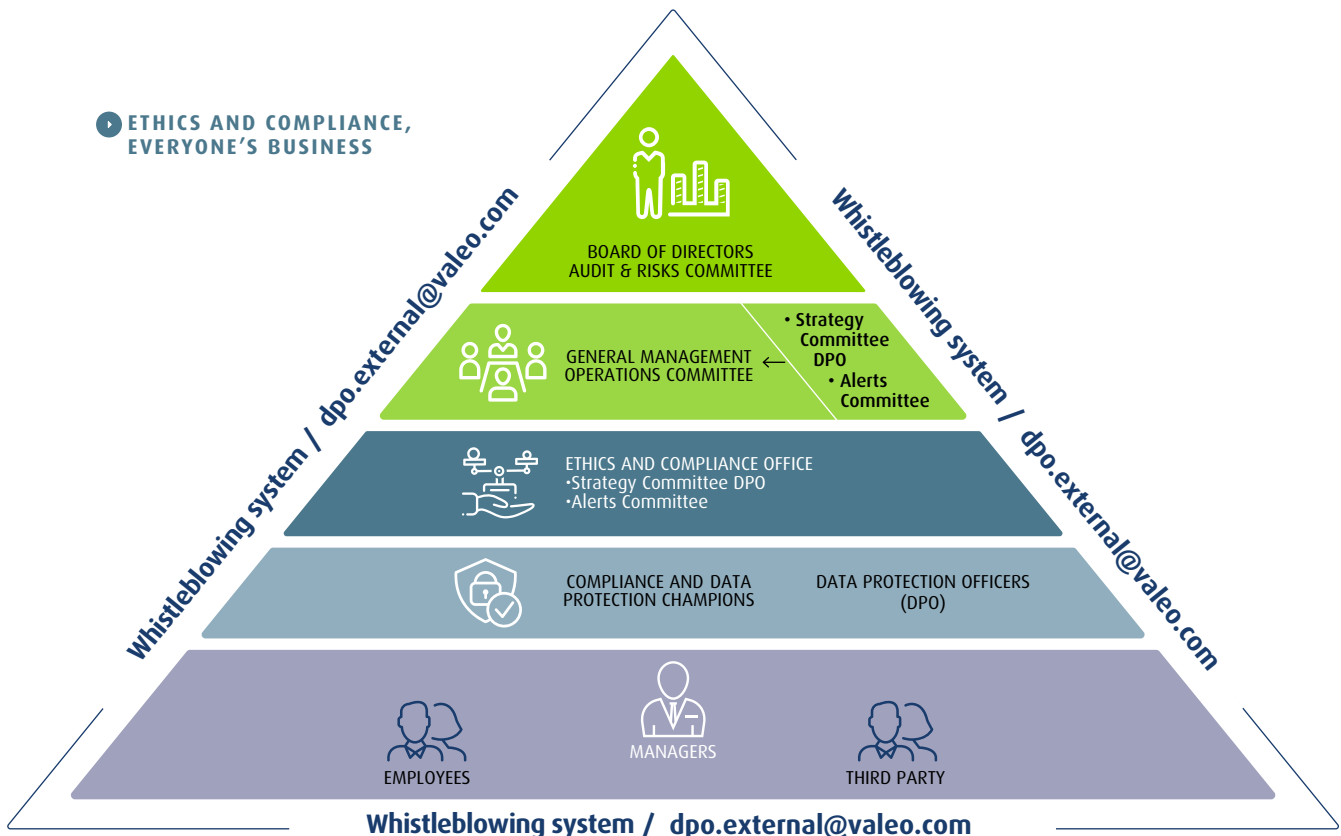 ETHICS AND COMPLIANCE,
EVERYONE'S BUSINESS
Whistleblowing system / dpo.external@valeo.com
Whistleblowing system / dpo.external@valeo.com
BOARD OF DIRECTORS
AUDIT & RISKS COMMITTEE
GENERAL MANAGEMENT
OPERATIONS COMMITTEE
• Strategy
Committee
DPO
• Alerts
Committee
ETHICS AND COMPLIANCE OFFICE
•Strategy Committee DPO
•Alerts Committee
COMPLIANCE AND DATA
PROTECTION CHAMPIONS
DATA PROTECTION OFFICERS
(DPO)
MANAGERS
EMPLOYEES
THIRD PARTY
Whistleblowing system / dpo.external@valeo.com